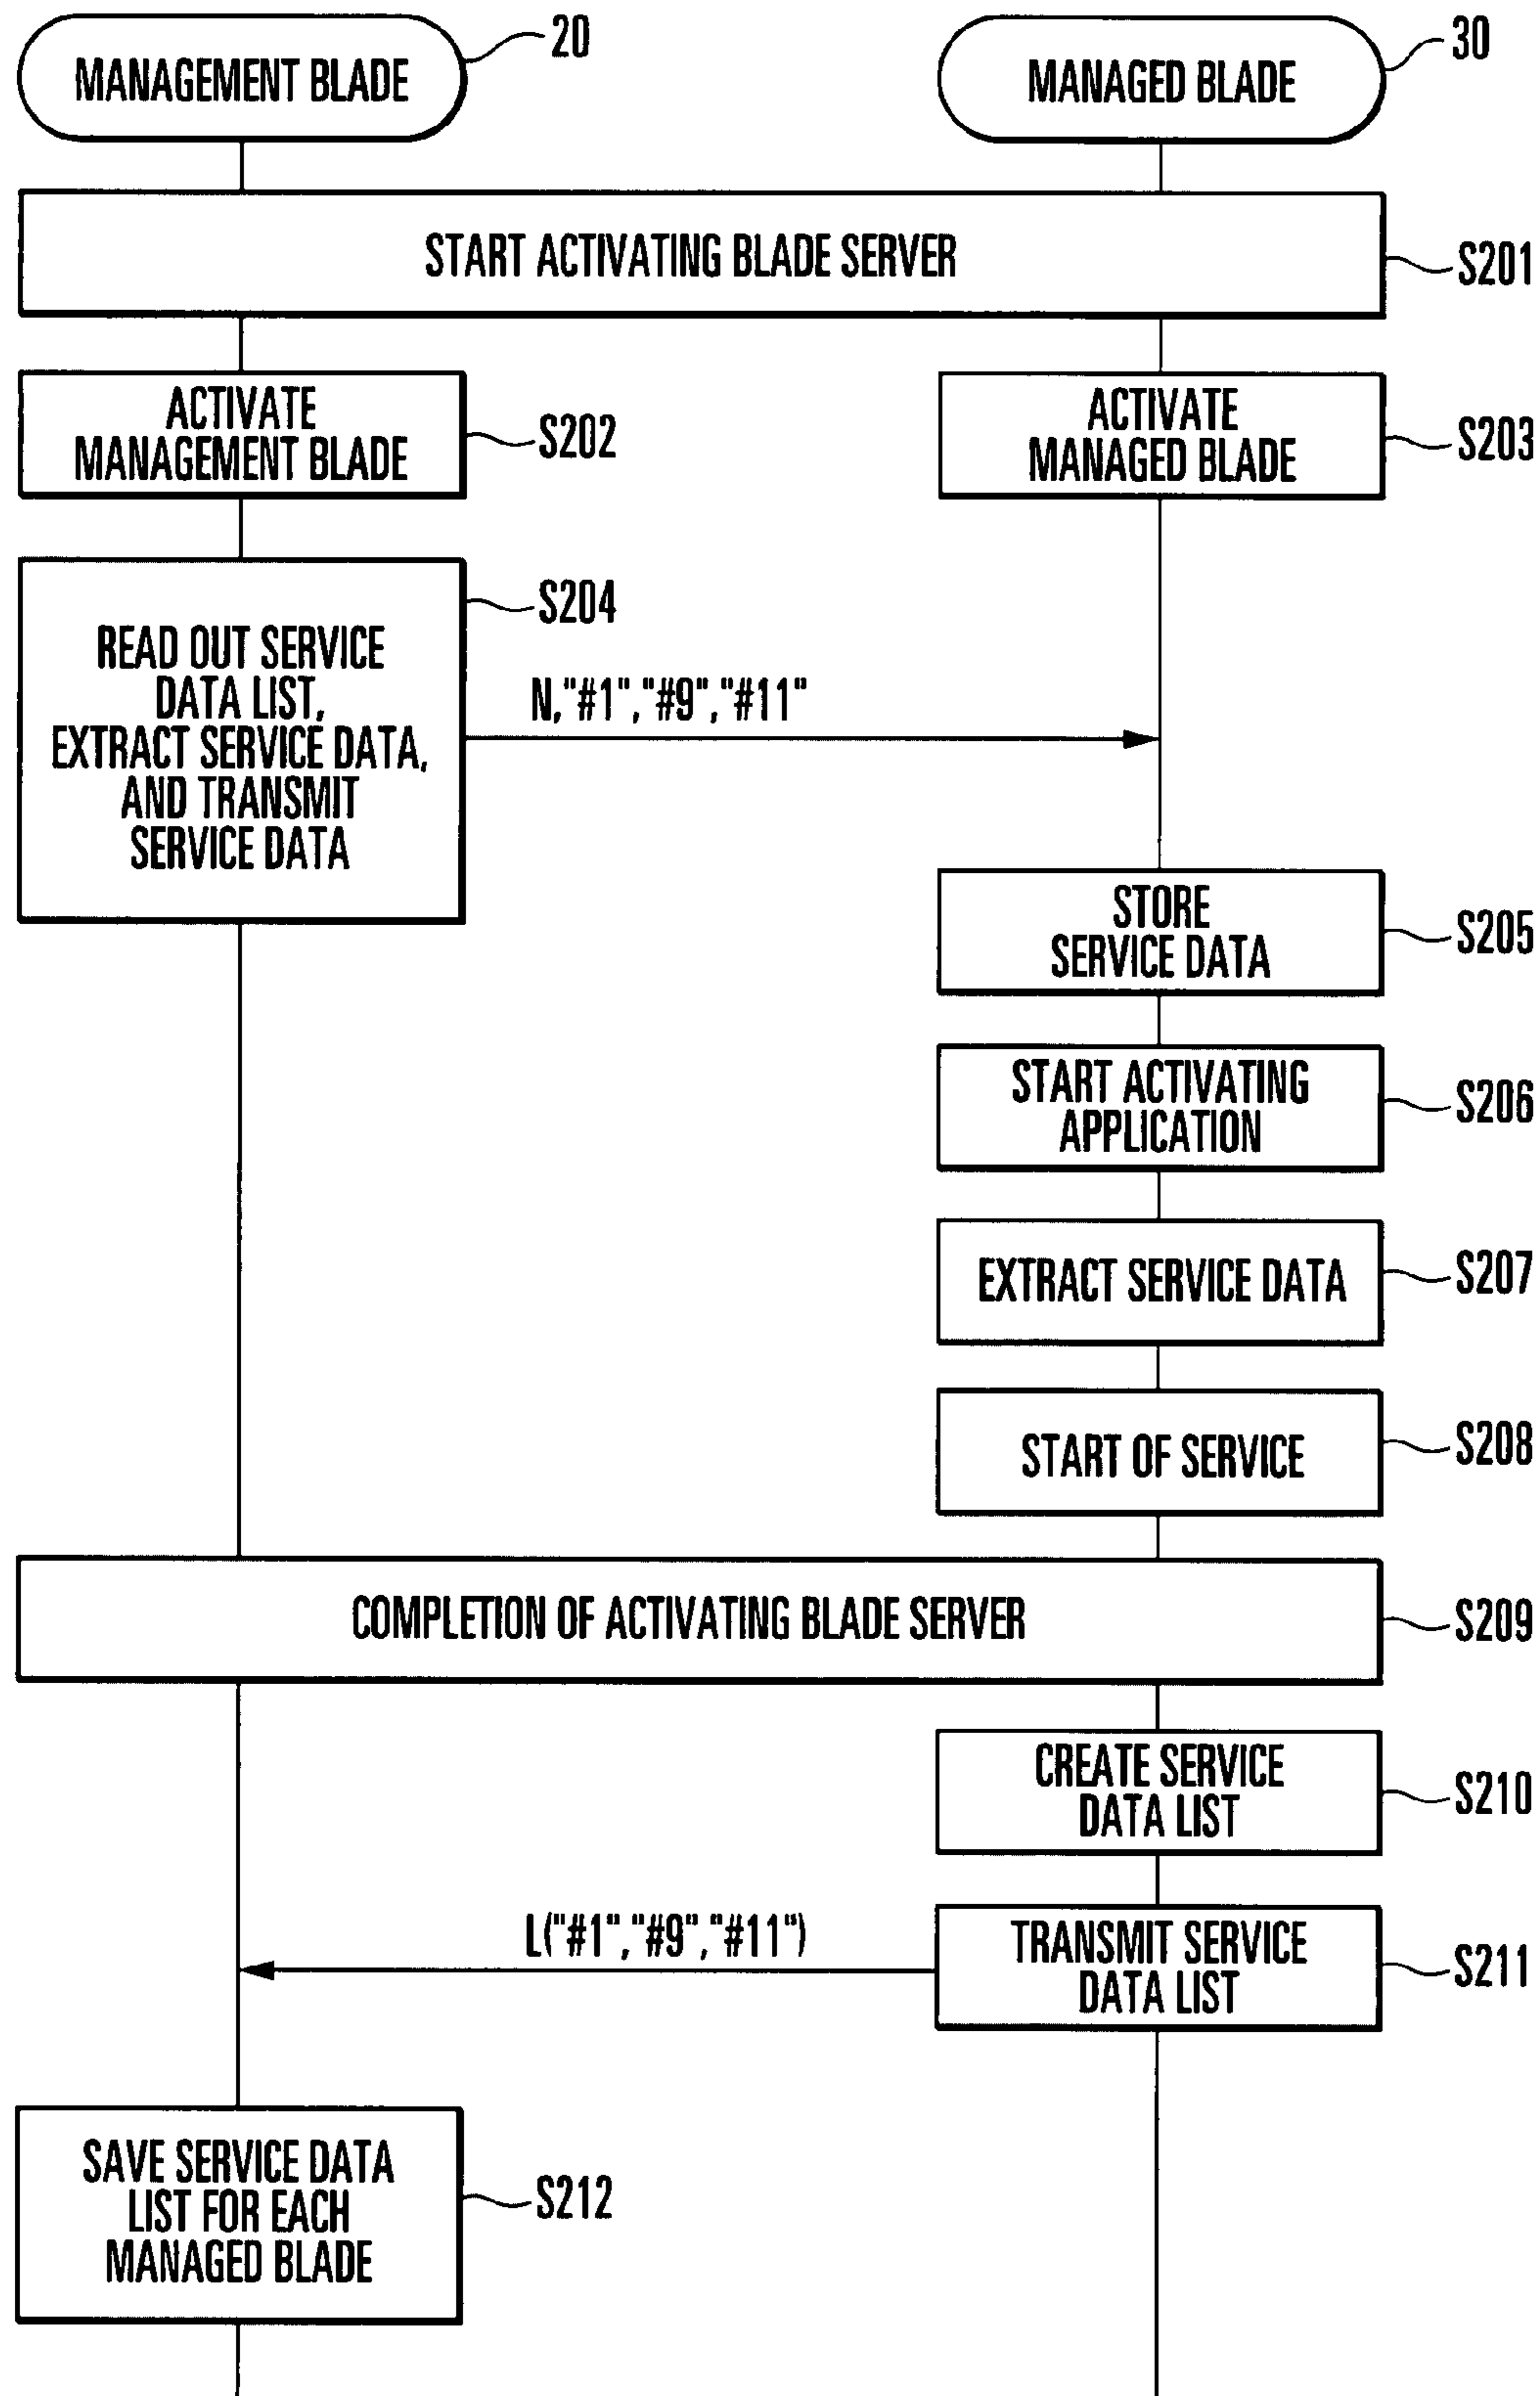 MANAGEMENT BLADE
20
MANAGED BLADE
30
START ACTIVATING BLADE SERVER
S201
ACTIVATE
MANAGEMENT BLADE
S202
ACTIVATE
MANAGED BLADE
S203
READ OUT SERVICE
DATA LIST,
EXTRACT SERVICE DATA,
AND TRANSMIT
SERVICE DATA
S204
N,"#1","#9","#11"
STORE
SERVICE DATA
S205
START ACTIVATING
APPLICATION
S206
EXTRACT SERVICE DATA
S207
START OF SERVICE
S208
COMPLETION OF ACTIVATING BLADE SERVER
S209
CREATE SERVICE
DATA LIST
S210
L("#1","#9","#11")
TRANSMIT SERVICE
DATA LIST
S211
SAVE SERVICE DATA
LIST FOR EACH
MANAGED BLADE
S212